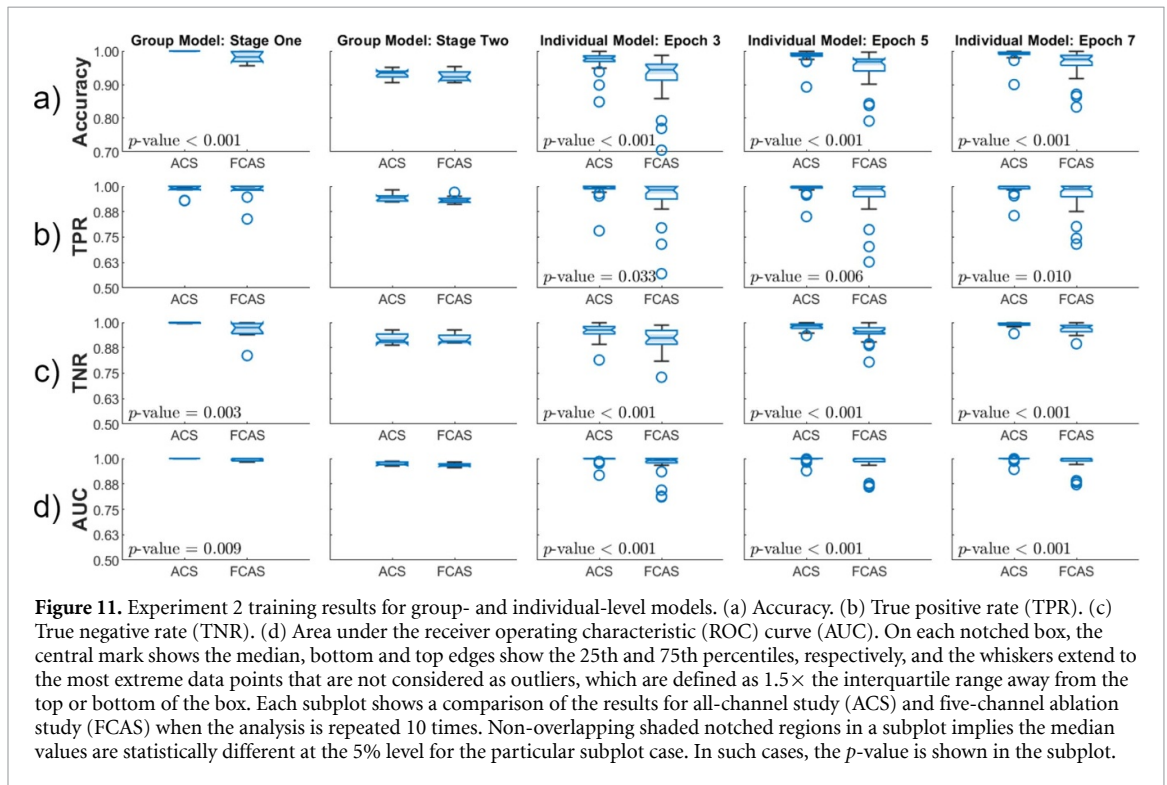 Group Model: Stage One Group Model: Stage Two Individual Model: Epoch 3 Individual Model: Epoch 5 Individual Model: Epoch 7
a)
Accuracy
1.00
0.90
0.80
0.70
p-value < 0.001 p-value < 0.001 p-value < 0.001 p-value < 0.001
ACS FCAS ACS FCAS ACS FCAS ACS FCAS ACS FCAS
b)
TPR
1.00
0.88
0.75
0.63
0.50
p-value = 0.033 p-value = 0.006 p-value = 0.010
ACS FCAS ACS FCAS ACS FCAS ACS FCAS ACS FCAS
c)
TNR
1.00
0.88
0.75
0.63
0.50
p-value = 0.003 p-value < 0.001 p-value < 0.001 p-value < 0.001
ACS FCAS ACS FCAS ACS FCAS ACS FCAS ACS FCAS
d)
AUC
1.00
0.88
0.75
0.63
0.50
p-value = 0.009 p-value < 0.001 p-value < 0.001 p-value < 0.001
ACS FCAS ACS FCAS ACS FCAS ACS FCAS ACS FCAS
Figure 11. Experiment 2 training results for group- and individual-level models. (a) Accuracy. (b) True positive rate (TPR). (c)
True negative rate (TNR). (d) Area under the receiver operating characteristic (ROC) curve (AUC). On each notched box, the
central mark shows the median, bottom and top edges show the 25th and 75th percentiles, respectively, and the whiskers extend to
the most extreme data points that are not considered as outliers, which are defined as 1.5× the interquartile range away from the
top or bottom of the box. Each subplot shows a comparison of the results for all-channel study (ACS) and five-channel ablation
study (FCAS) when the analysis is repeated 10 times. Non-overlapping shaded notched regions in a subplot implies the median
values are statistically different at the 5% level for the particular subplot case. In such cases, the p-value is shown in the subplot.